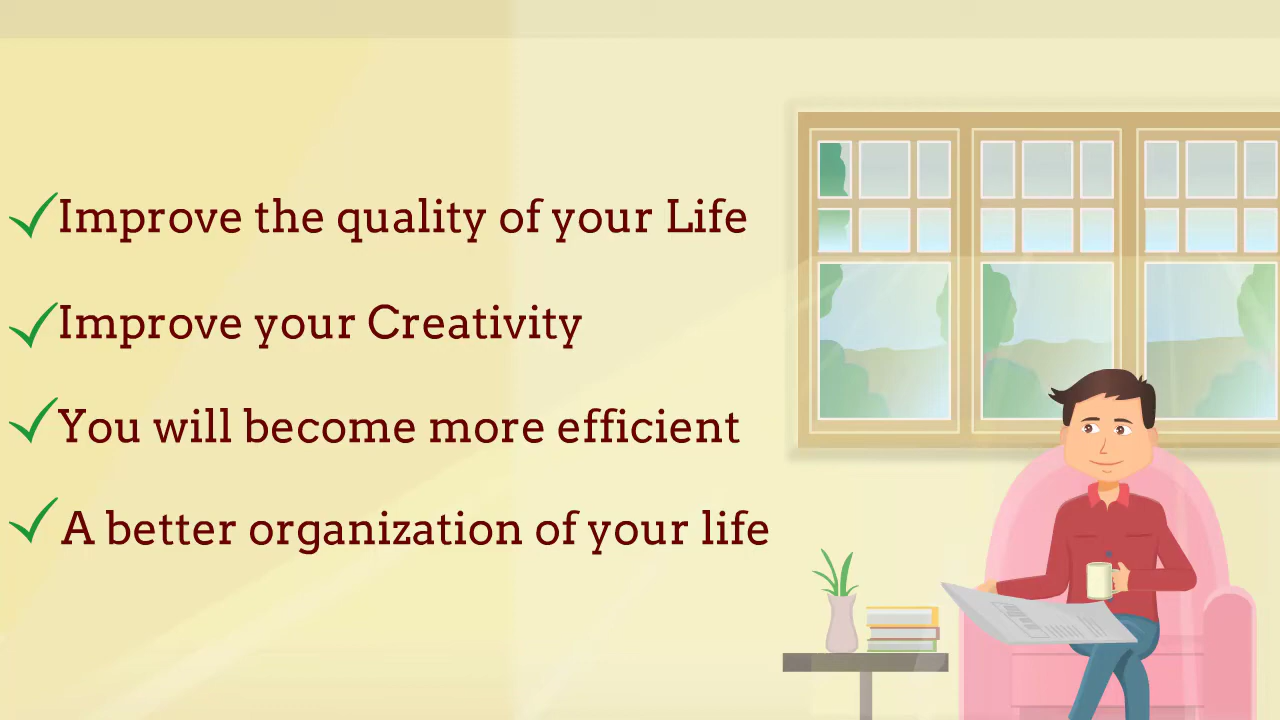 Improve the quality of your Life
Improve your Creativity
You will become more efficient
A better organization of your life